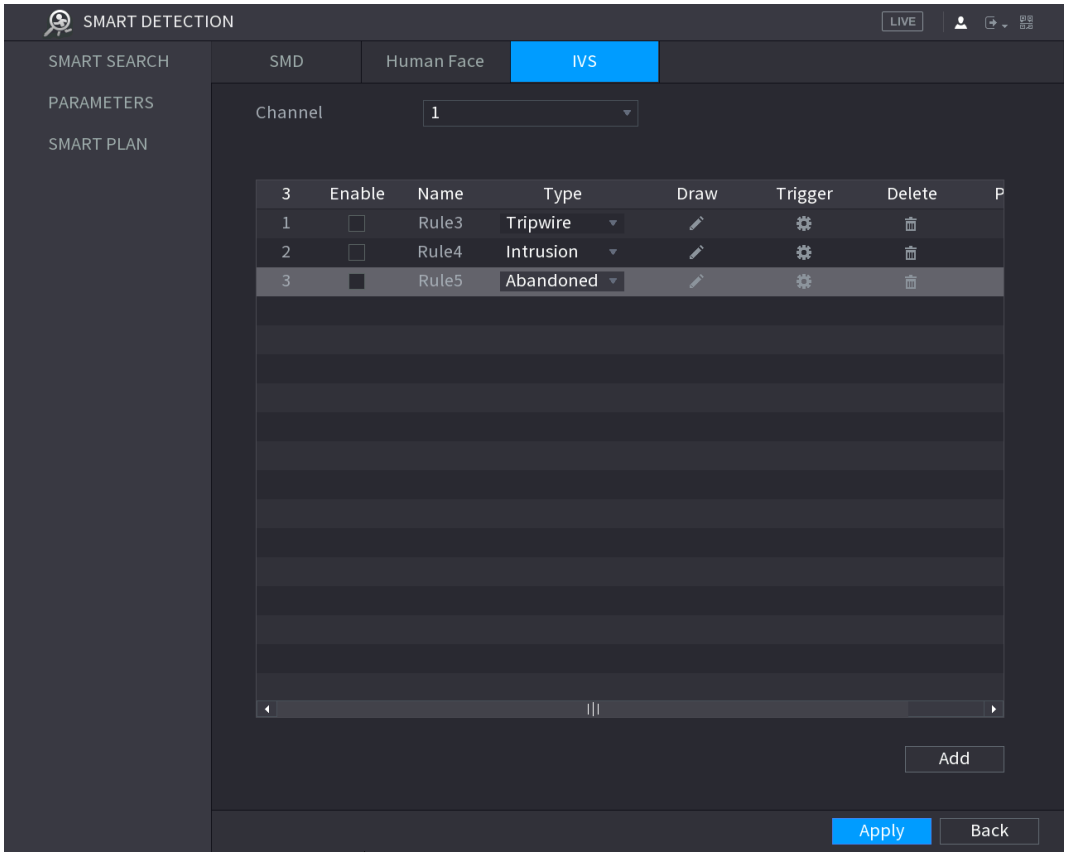 SMART DETECTION LIVE
SMART SEARCH
PARAMETERS
SMART PLAN
SMD Human Face IVS
Channel 1
3 Enable Name Type Draw Trigger Delete P
1 Rule3 Tripwire
2 Rule4 Intrusion
3 Rule5 Abandoned
Add
Apply Back